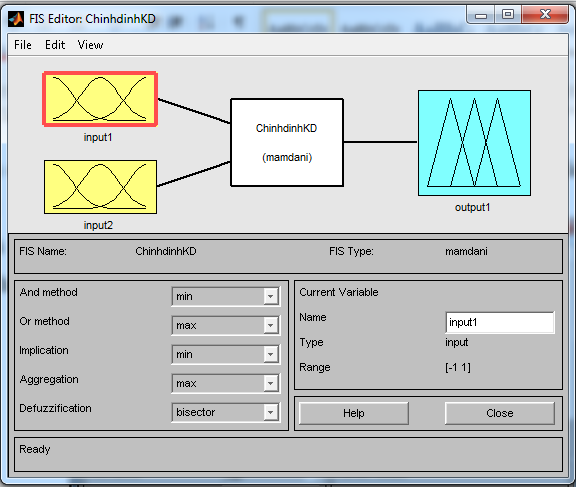 FIS Editor: ChinhdinhKD
File Edit View
input1
input2
ChinhdinhKD
(mamdani)
output1
FIS Name: ChinhdinhKD FIS Type: mamdani
And method min
Or method max
Implication min
Aggregation max
Defuzzification bisector
Current Variable
Name input1
Type input
Range [-1 1]
Help Close
Ready